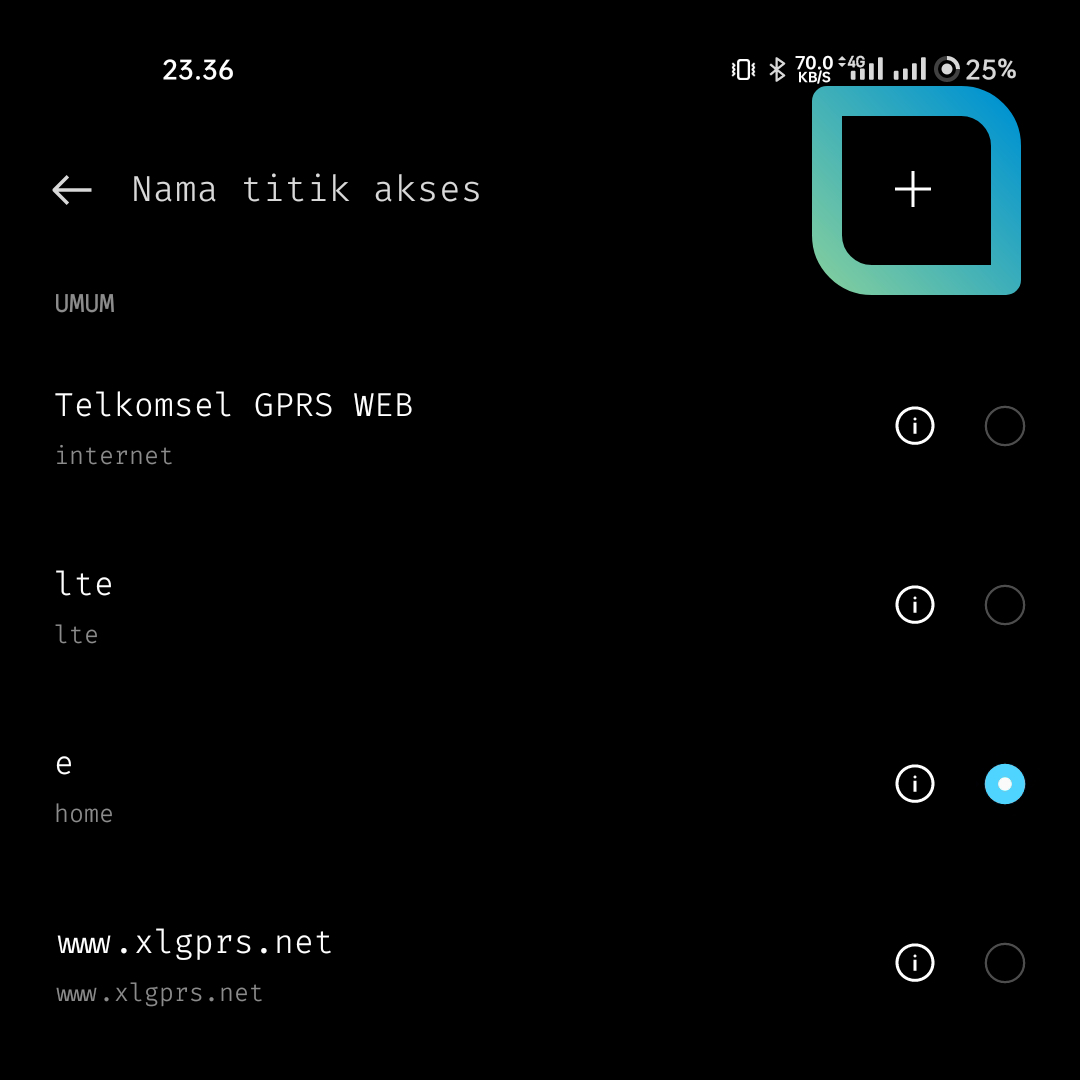 23.36
70.0 KB/S 4G 25%
Nama titik akses
UMUM
Telkomsel GPRS WEB
internet
lte
lte
e
home
www.xlgprs.net
www.xlgprs.net